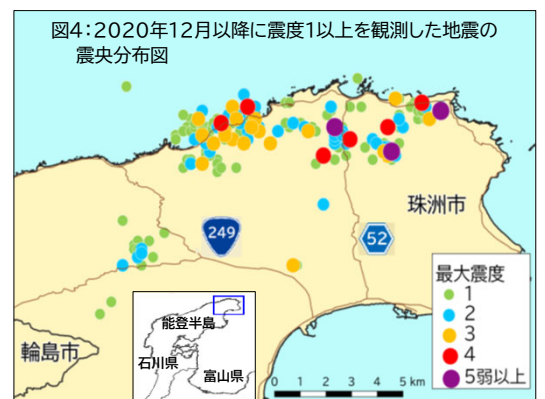 図4：2020年12月以降に震度1以上を観測した地震の
震央分布図
珠洲市
249
52
最大震度
1
2
3
4
5弱以上
能登半島
輪島市
石川県
富山県
0 1 2 3 4 5 km